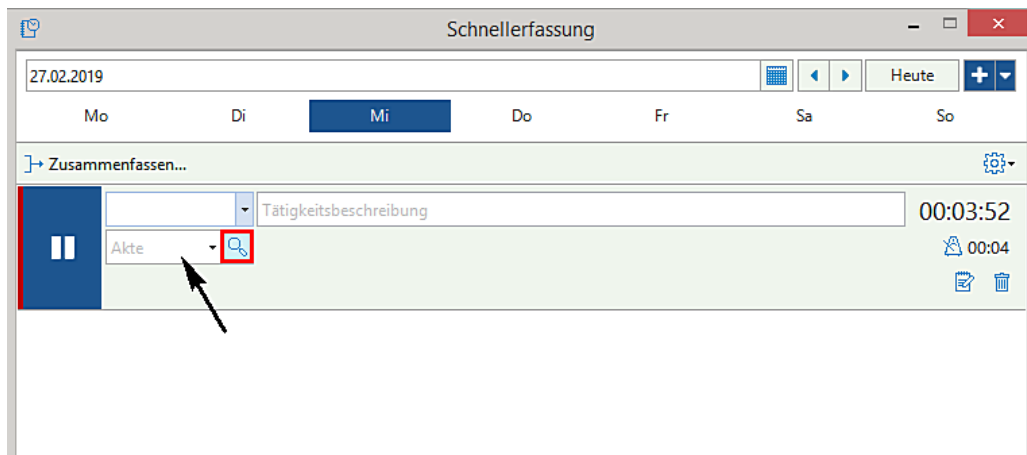 Schnellerfassung
27.02.2019
Heute
Mo Di Mi Do Fr Sa So
Zusammenfassen...
Tätigkeitsbeschreibung
00:03:52
Akte
00:04